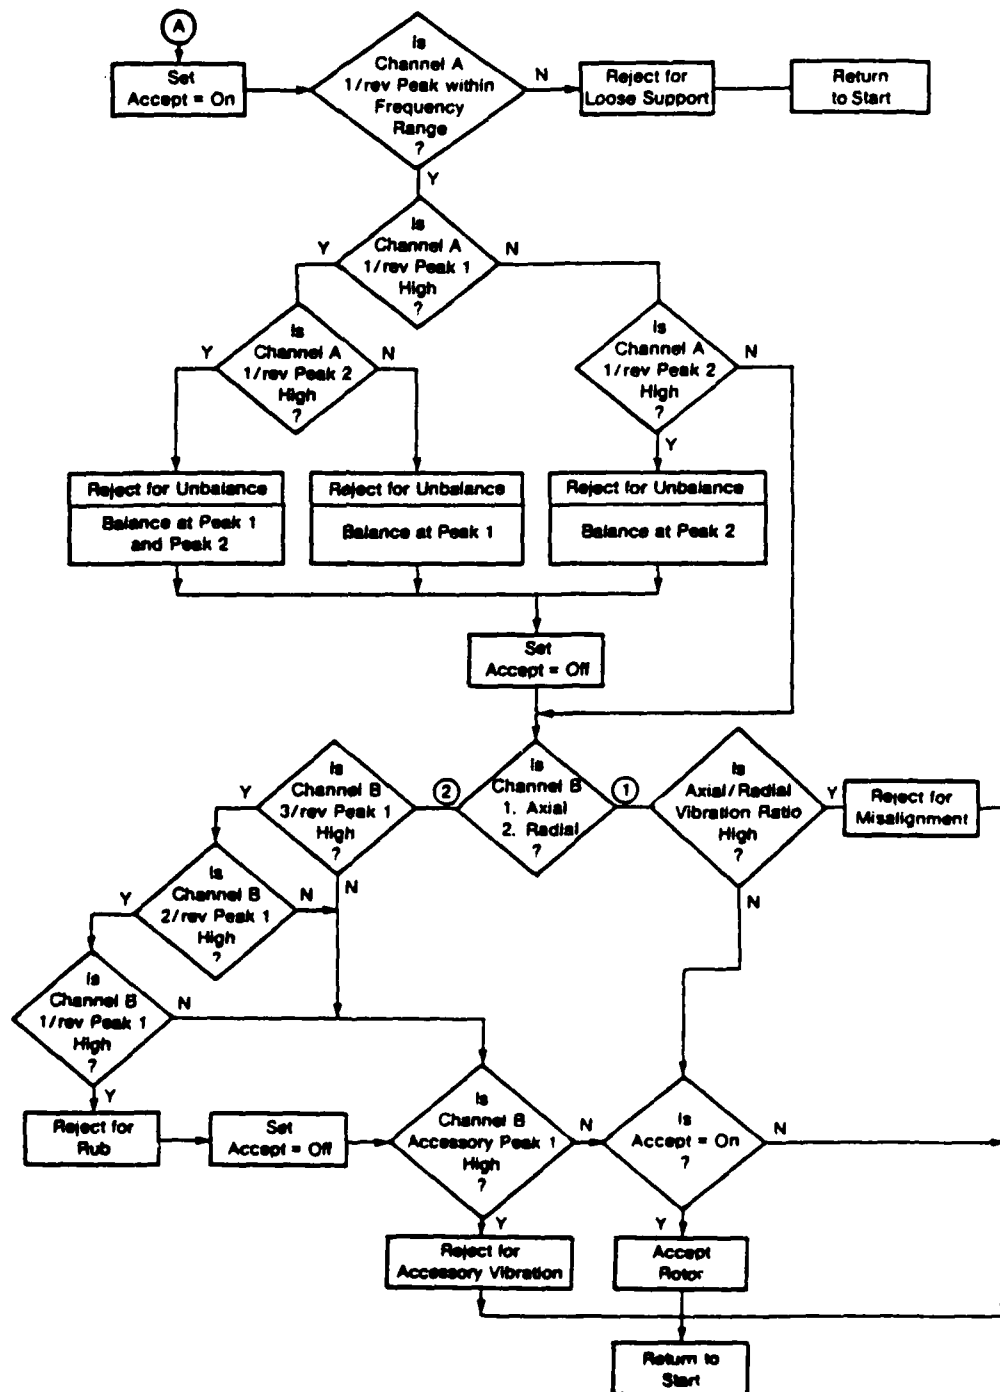 A
Set
Accept = On
Is
Channel A
1/rev Peak within
Frequency
Range
?
N
Reject for
Loose Support
Return
to Start
Y
Is
Channel A
1/rev Peak 1
High
?
Y
N
Is
Channel A
1/rev Peak 2
High
?
Y
N
Is
Channel A
1/rev Peak 2
High
?
N
Y
Reject for Unbalance
Balance at Peak 1
and Peak 2
Reject for Unbalance
Balance at Peak 1
Reject for Unbalance
Balance at Peak 2
Set
Accept = Off
Is
Channel B
1. Axial
2. Radial
?
2
1
Is
Channel B
3/rev Peak 1
High
?
Y
N
Is
Axial/Radial
Vibration Ratio
High
?
Y
N
Reject for
Misalignment
Is
Channel B
2/rev Peak 1
High
?
Y
N
Is
Channel B
1/rev Peak 1
High
?
N
Y
Reject for
Rub
Set
Accept = Off
Is
Channel B
Accessory Peak 1
High
?
N
Y
Is
Accept = On
?
N
Y
Reject for
Accessory Vibration
Accept
Rotor
Return to
Start